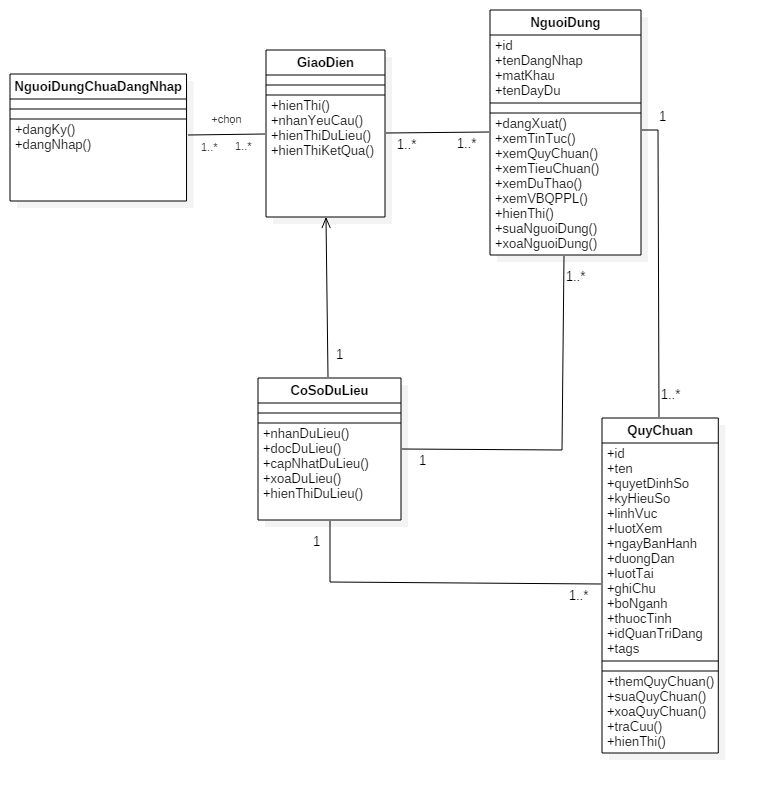 NguoiDungChuaDangNhap
+dangKy()
+dangNhap()
+chọn
1..*
1..*
GiaoDien
+hienThi()
+nhanYeuCau()
+hienThiDuLieu()
+hienThiKetQua()
1..*
1..*
NguoiDung
+id
+tenDangNhap
+matKhau
+tenDayDu
+dangXuat()
+xemTinTuc()
+xemQuyChuan()
+xemTieuChuan()
+xemDuThao()
+xemVBQPPL()
+hienThi()
+suaNguoiDung()
+xoaNguoiDung()
1
1..*
1..*
1
CoSoDuLieu
+nhanDuLieu()
+docDuLieu()
+capNhatDuLieu()
+xoaDuLieu()
+hienThiDuLieu()
1
1
1..*
QuyChuan
+id
+ten
+quyetDinhSo
+kyHieuSo
+linhVuc
+luotXem
+ngayBanHanh
+duongDan
+luotTai
+ghiChu
+boNganh
+thuocTinh
+idQuanTriDang
+tags
+themQuyChuan()
+suaQuyChuan()
+xoaQuyChuan()
+traCuu()
+hienThi()